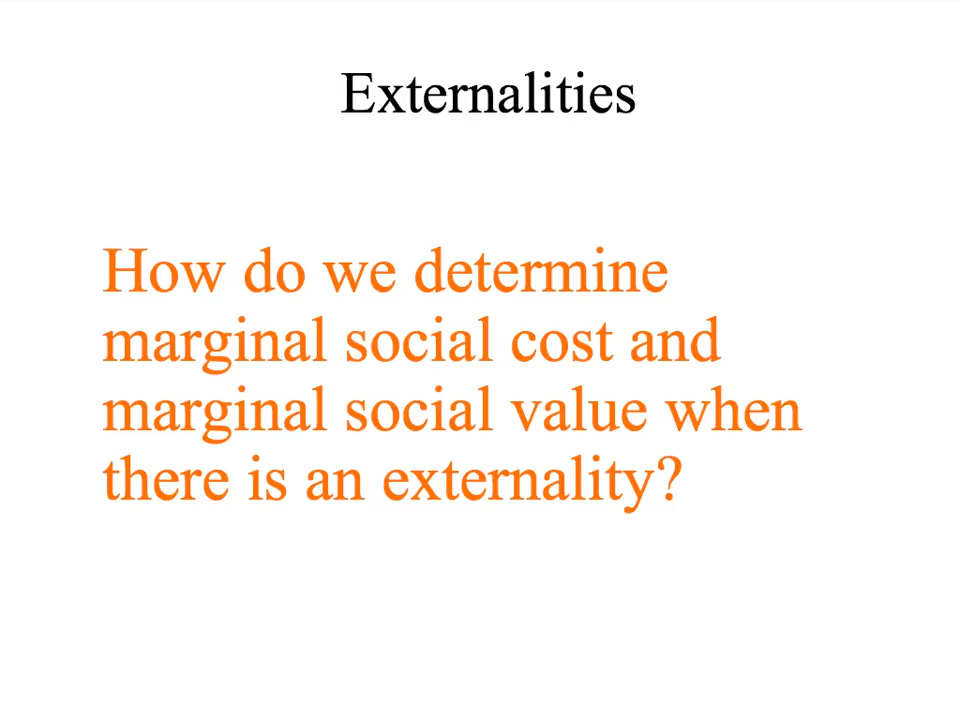 Externalities
How do we determine
marginal social cost and
marginal social value when
there is an externality?